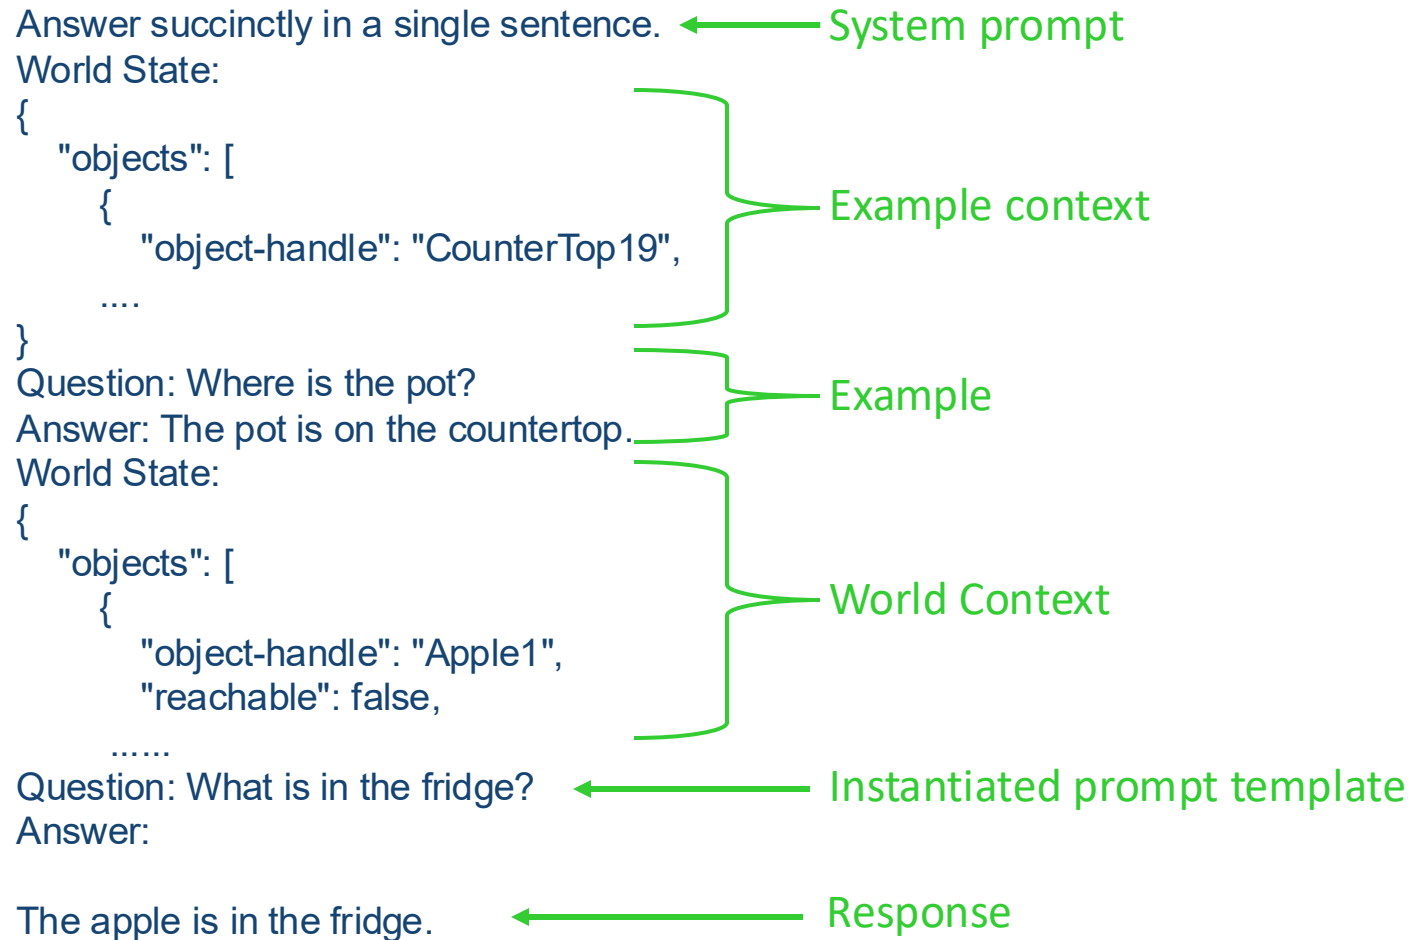 Answer succinctly in a single sentence. System prompt
World State:
{
"objects": [
{
Example context
"object-handle": "CounterTop19",
....
}
Question: Where is the pot?
Example
Answer: The pot is on the countertop.
World State:
{
"objects": [
{
World Context
"object-handle": "Apple1",
"reachable": false,
......
Question: What is in the fridge? Instantiated prompt template
Answer:
The apple is in the fridge. Response